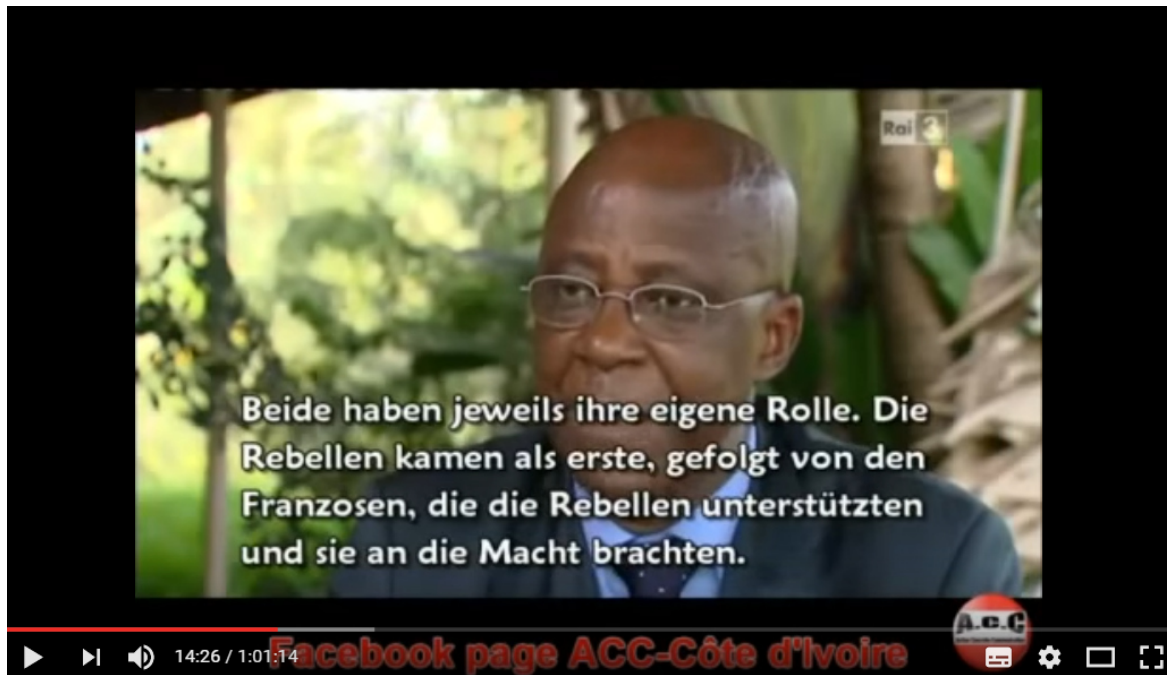 Rai 3
Beide haben jeweils ihre eigene Rolle. Die
Rebellen kamen als erste, gefolgt von den
Franzosen, die die Rebellen unterstützten
und sie an die Macht brachten.
A.C.C
14:26 / 1:01:14
Facebook page ACC-Côte d'Ivoire